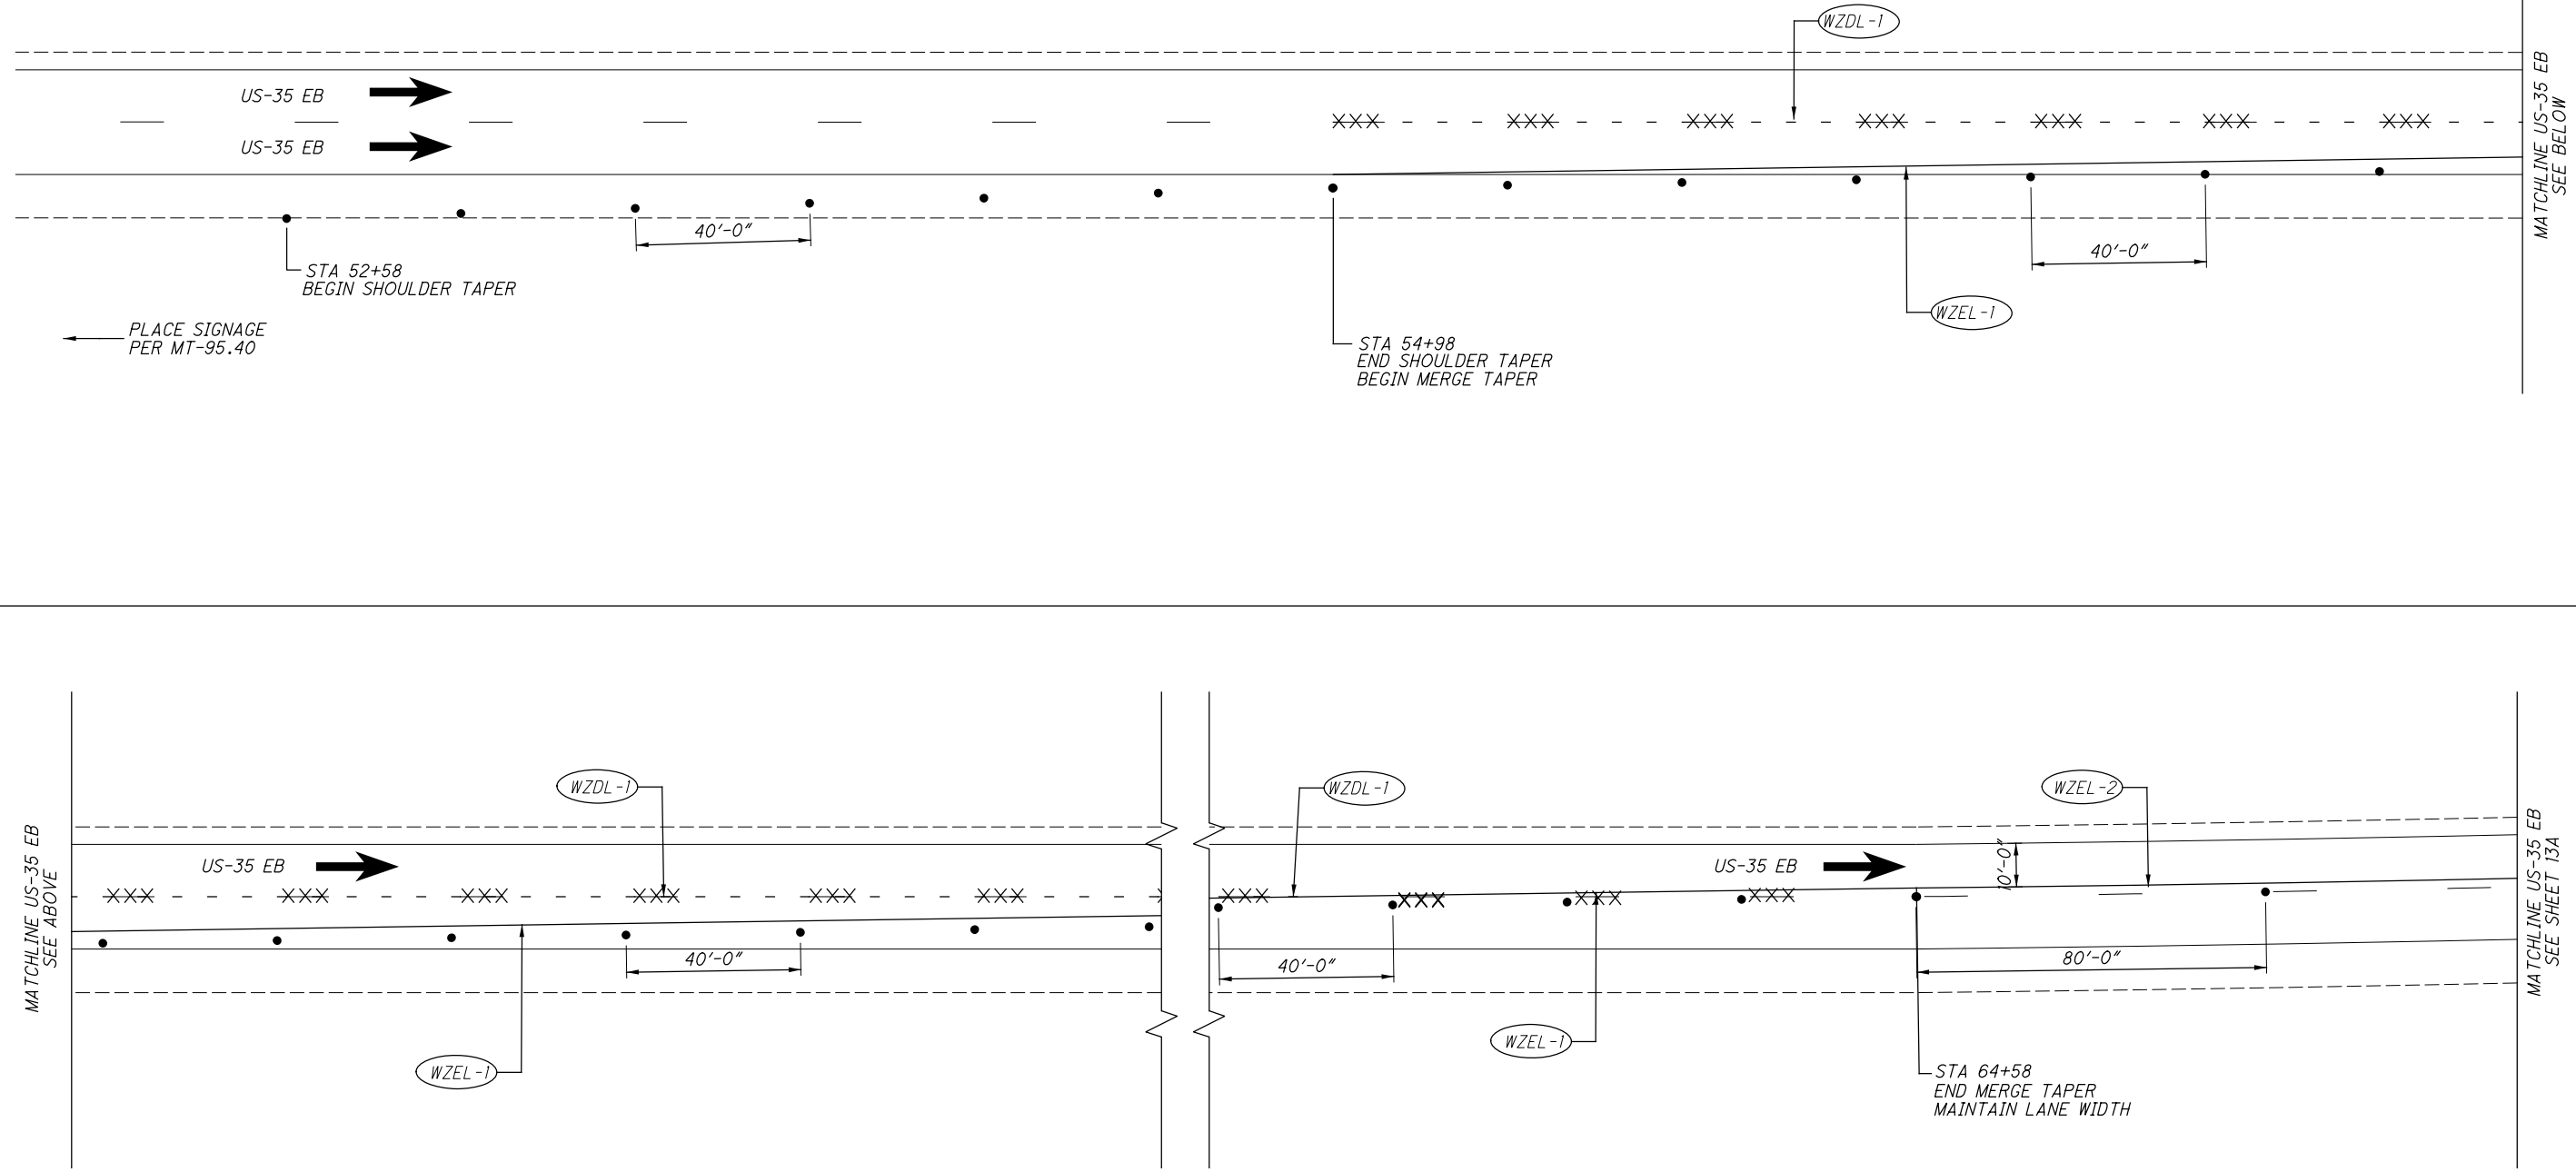 WZDL-1
US-35 EB
US-35 EB
40'-0"
STA 52+58
BEGIN SHOULDER TAPER
PLACE SIGNAGE
PER MT-95.40
STA 54+98
END SHOULDER TAPER
BEGIN MERGE TAPER
WZEL-1
40'-0"
MATCHLINE US-35 EB
SEE BELOW
MATCHLINE US-35 EB
SEE ABOVE
US-35 EB
WZDL-1
40'-0"
WZEL-1
WZDL-1
US-35 EB
40'-0"
WZEL-1
10'-0"
WZEL-2
80'-0"
STA 64+58
END MERGE TAPER
MAINTAIN LANE WIDTH
MATCHLINE US-35 EB
SEE SHEET 13A